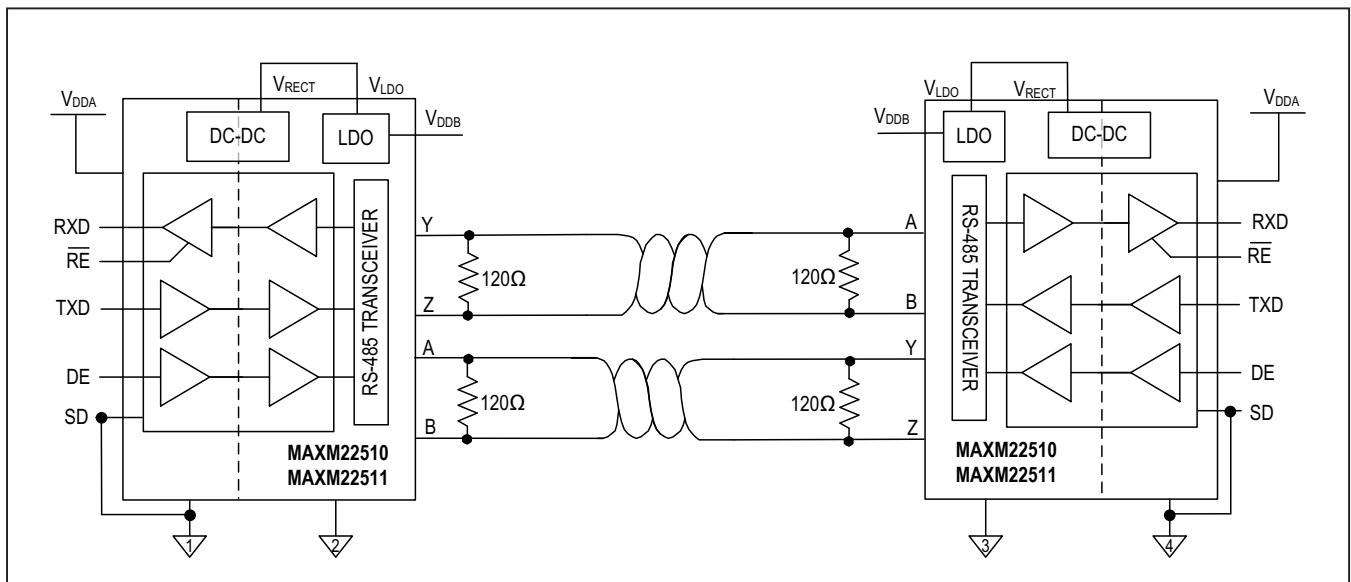 VRECT
VLDO
VDDA
DC-DC
LDO
VDDB
RXD
RE
TXD
DE
SD
RS-485 TRANSCEIVER
Y
Z
A
B
120Ω
120Ω
MAXM22510
MAXM22511
1
2
VLDO
VRECT
VDDA
VDDB
LDO
DC-DC
A
B
Y
Z
120Ω
120Ω
RS-485 TRANSCEIVER
RXD
RE
TXD
DE
SD
MAXM22510
MAXM22511
3
4